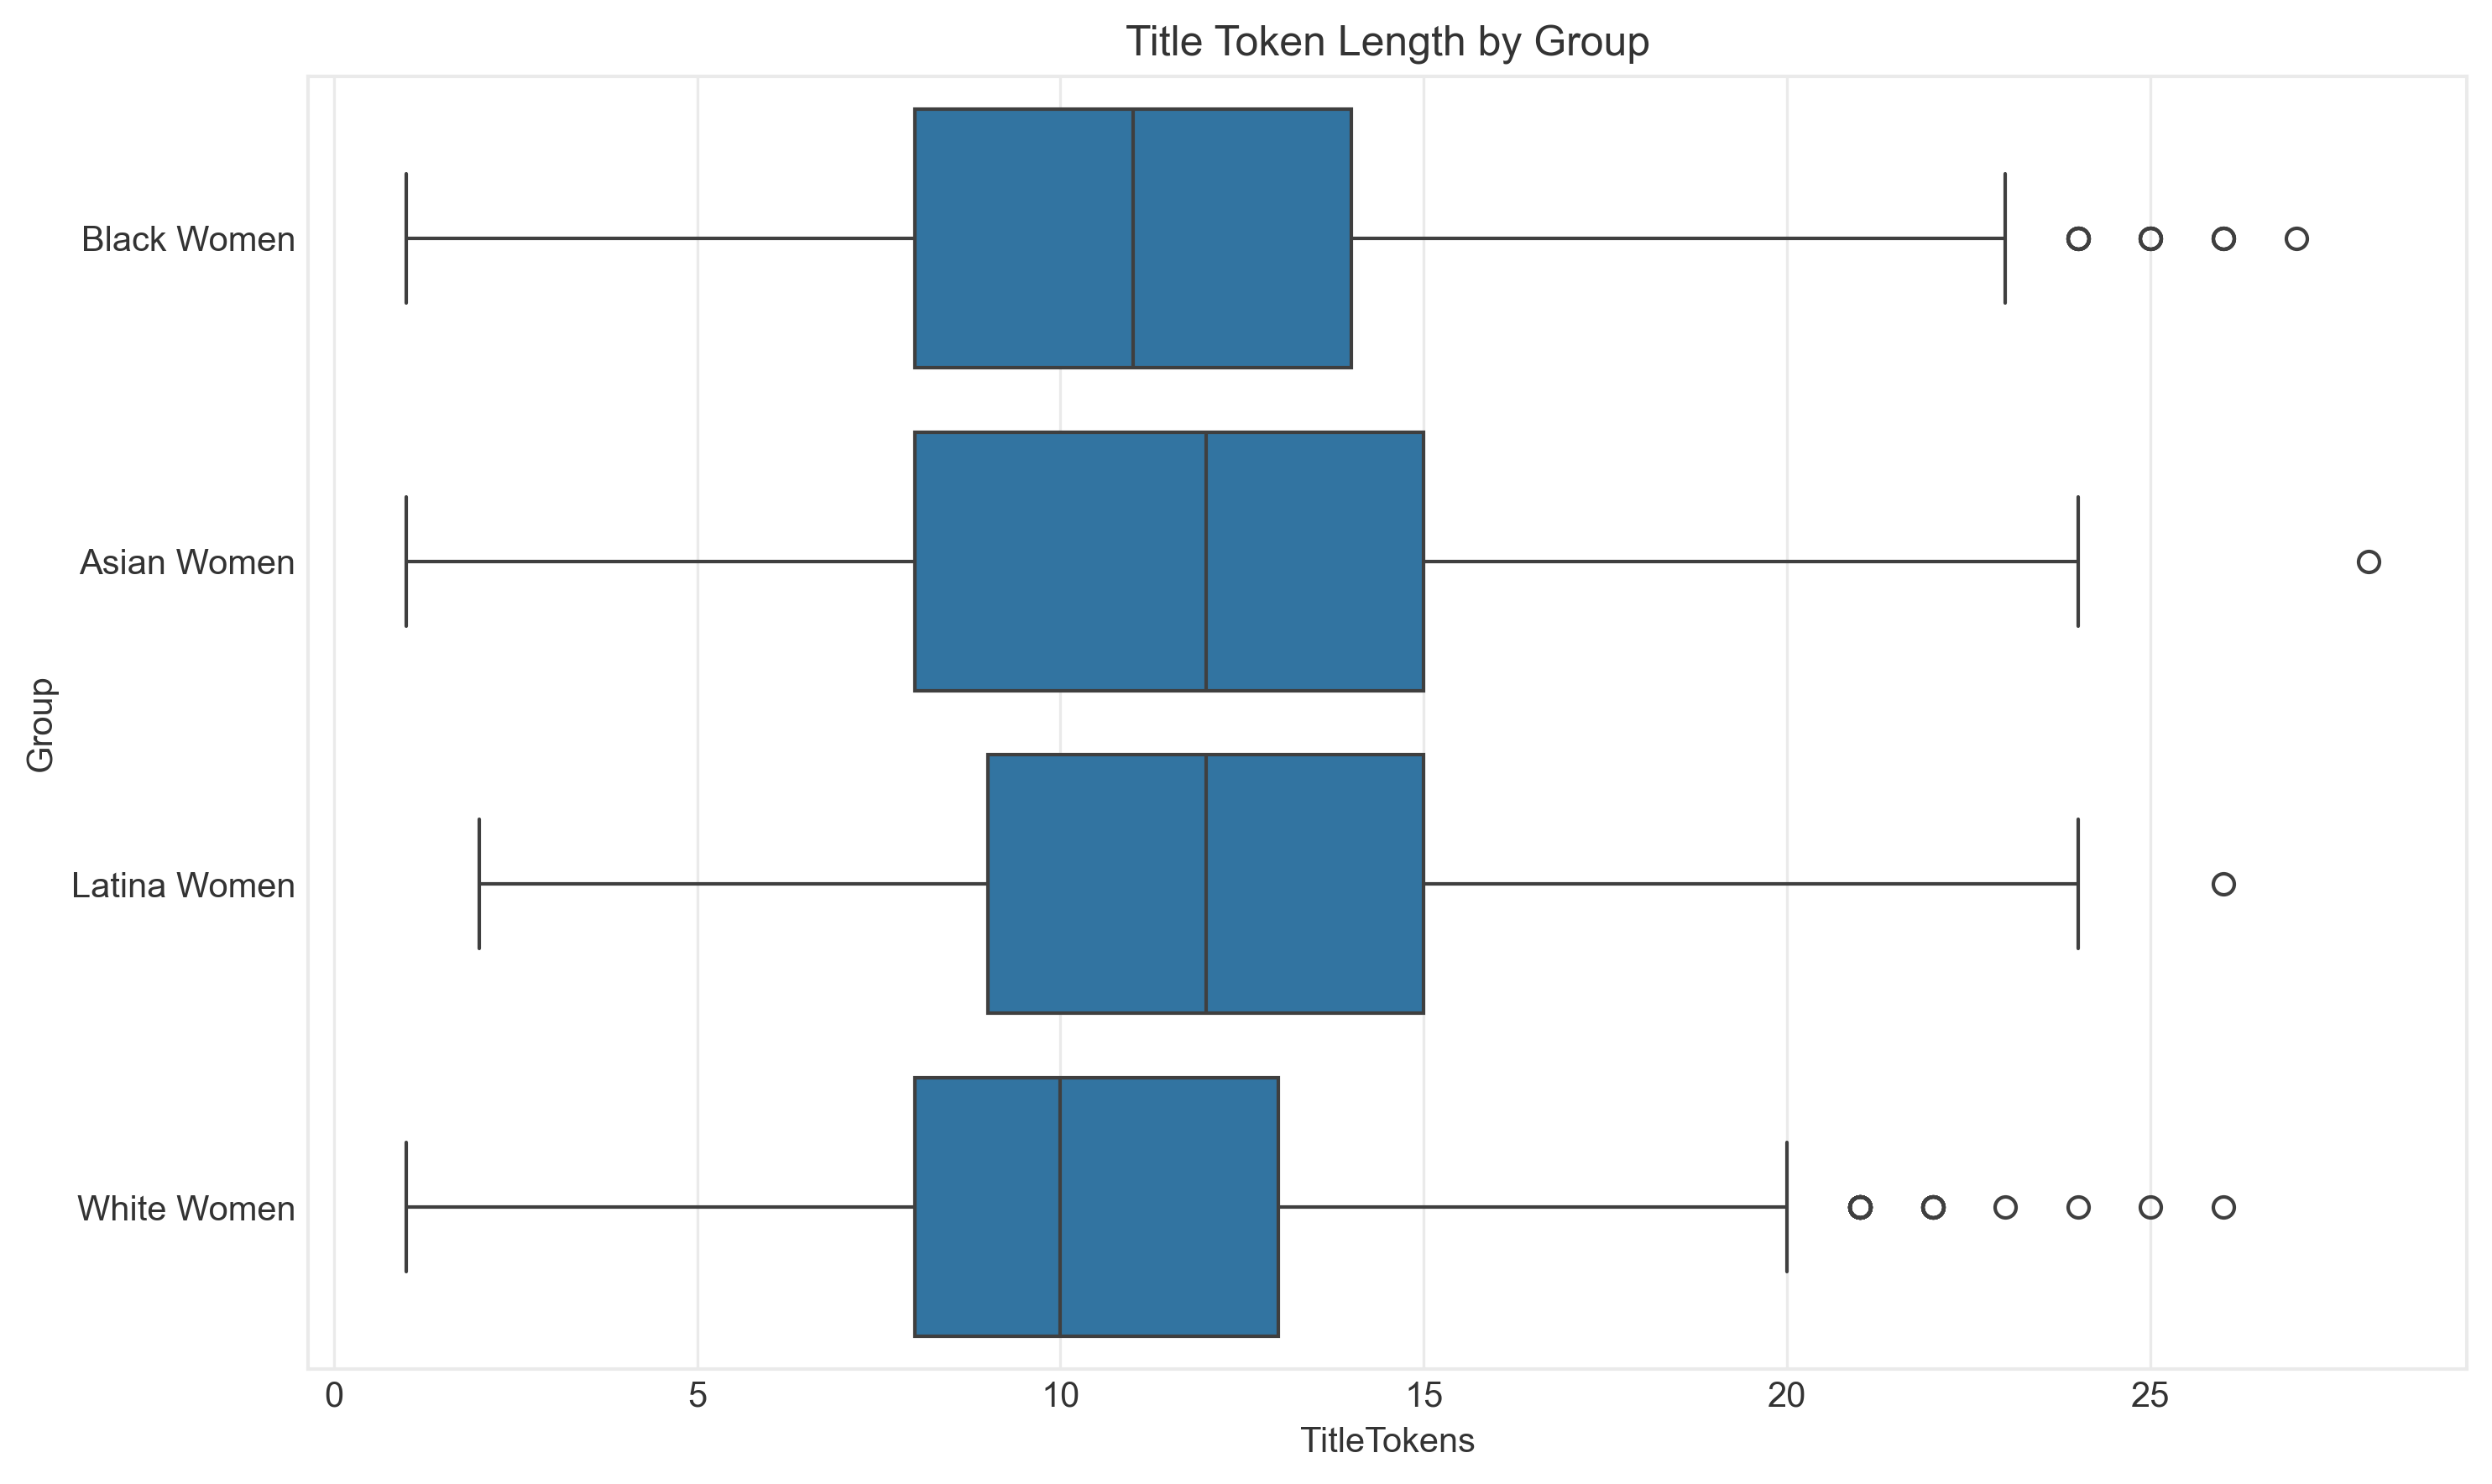 Title Token Length by Group
Black Women
Asian Women
Latina Women
White Women
Group
0 5 10 15 20 25
TitleTokens